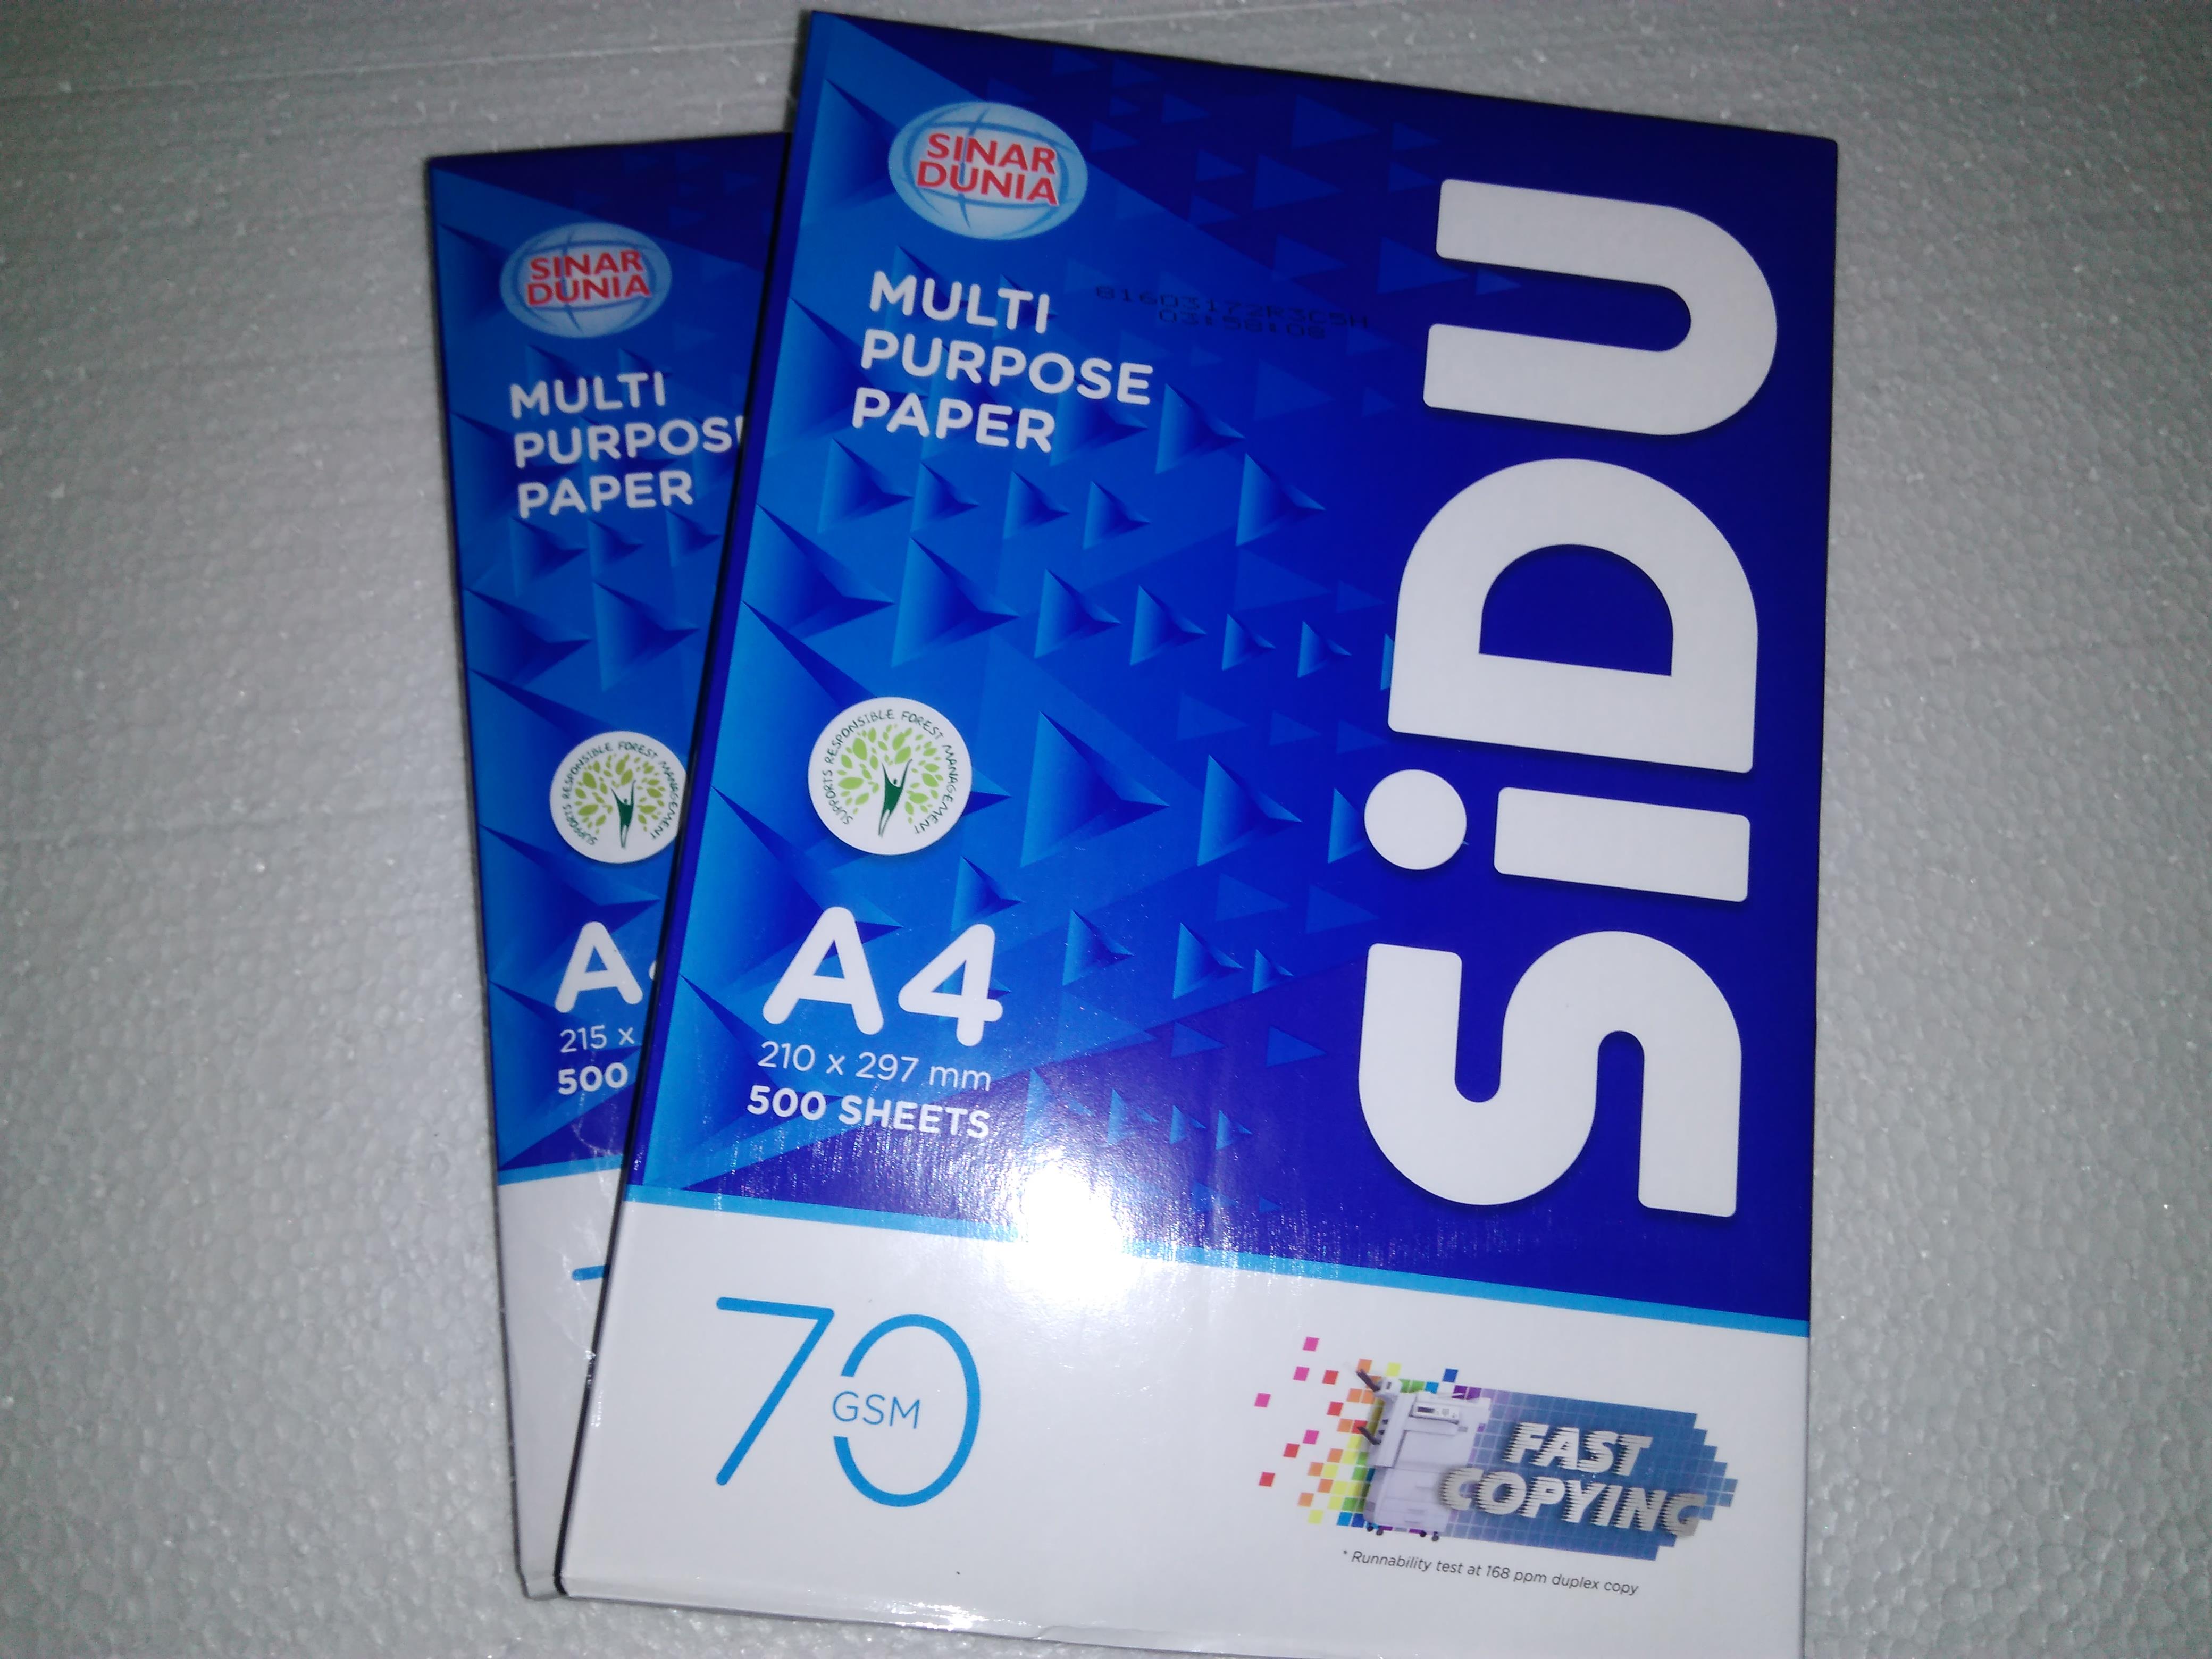 SINAR
DUNIA
MULTI
PURPOSE
PAPER
SUPPORTS RESPONSIBLE FOREST MANAGEMENT
A4
210 x 297 mm
500 SHEETS
70
GSM
SiDU
FAST
COPYING
* Runnability test at 168 ppm duplex copy
SINAR
DUNIA
MULTI
PURPOS
PAPER
SUPPORTS RESPONSIBLE FOREST MANAGEMENT
A
215 x
500